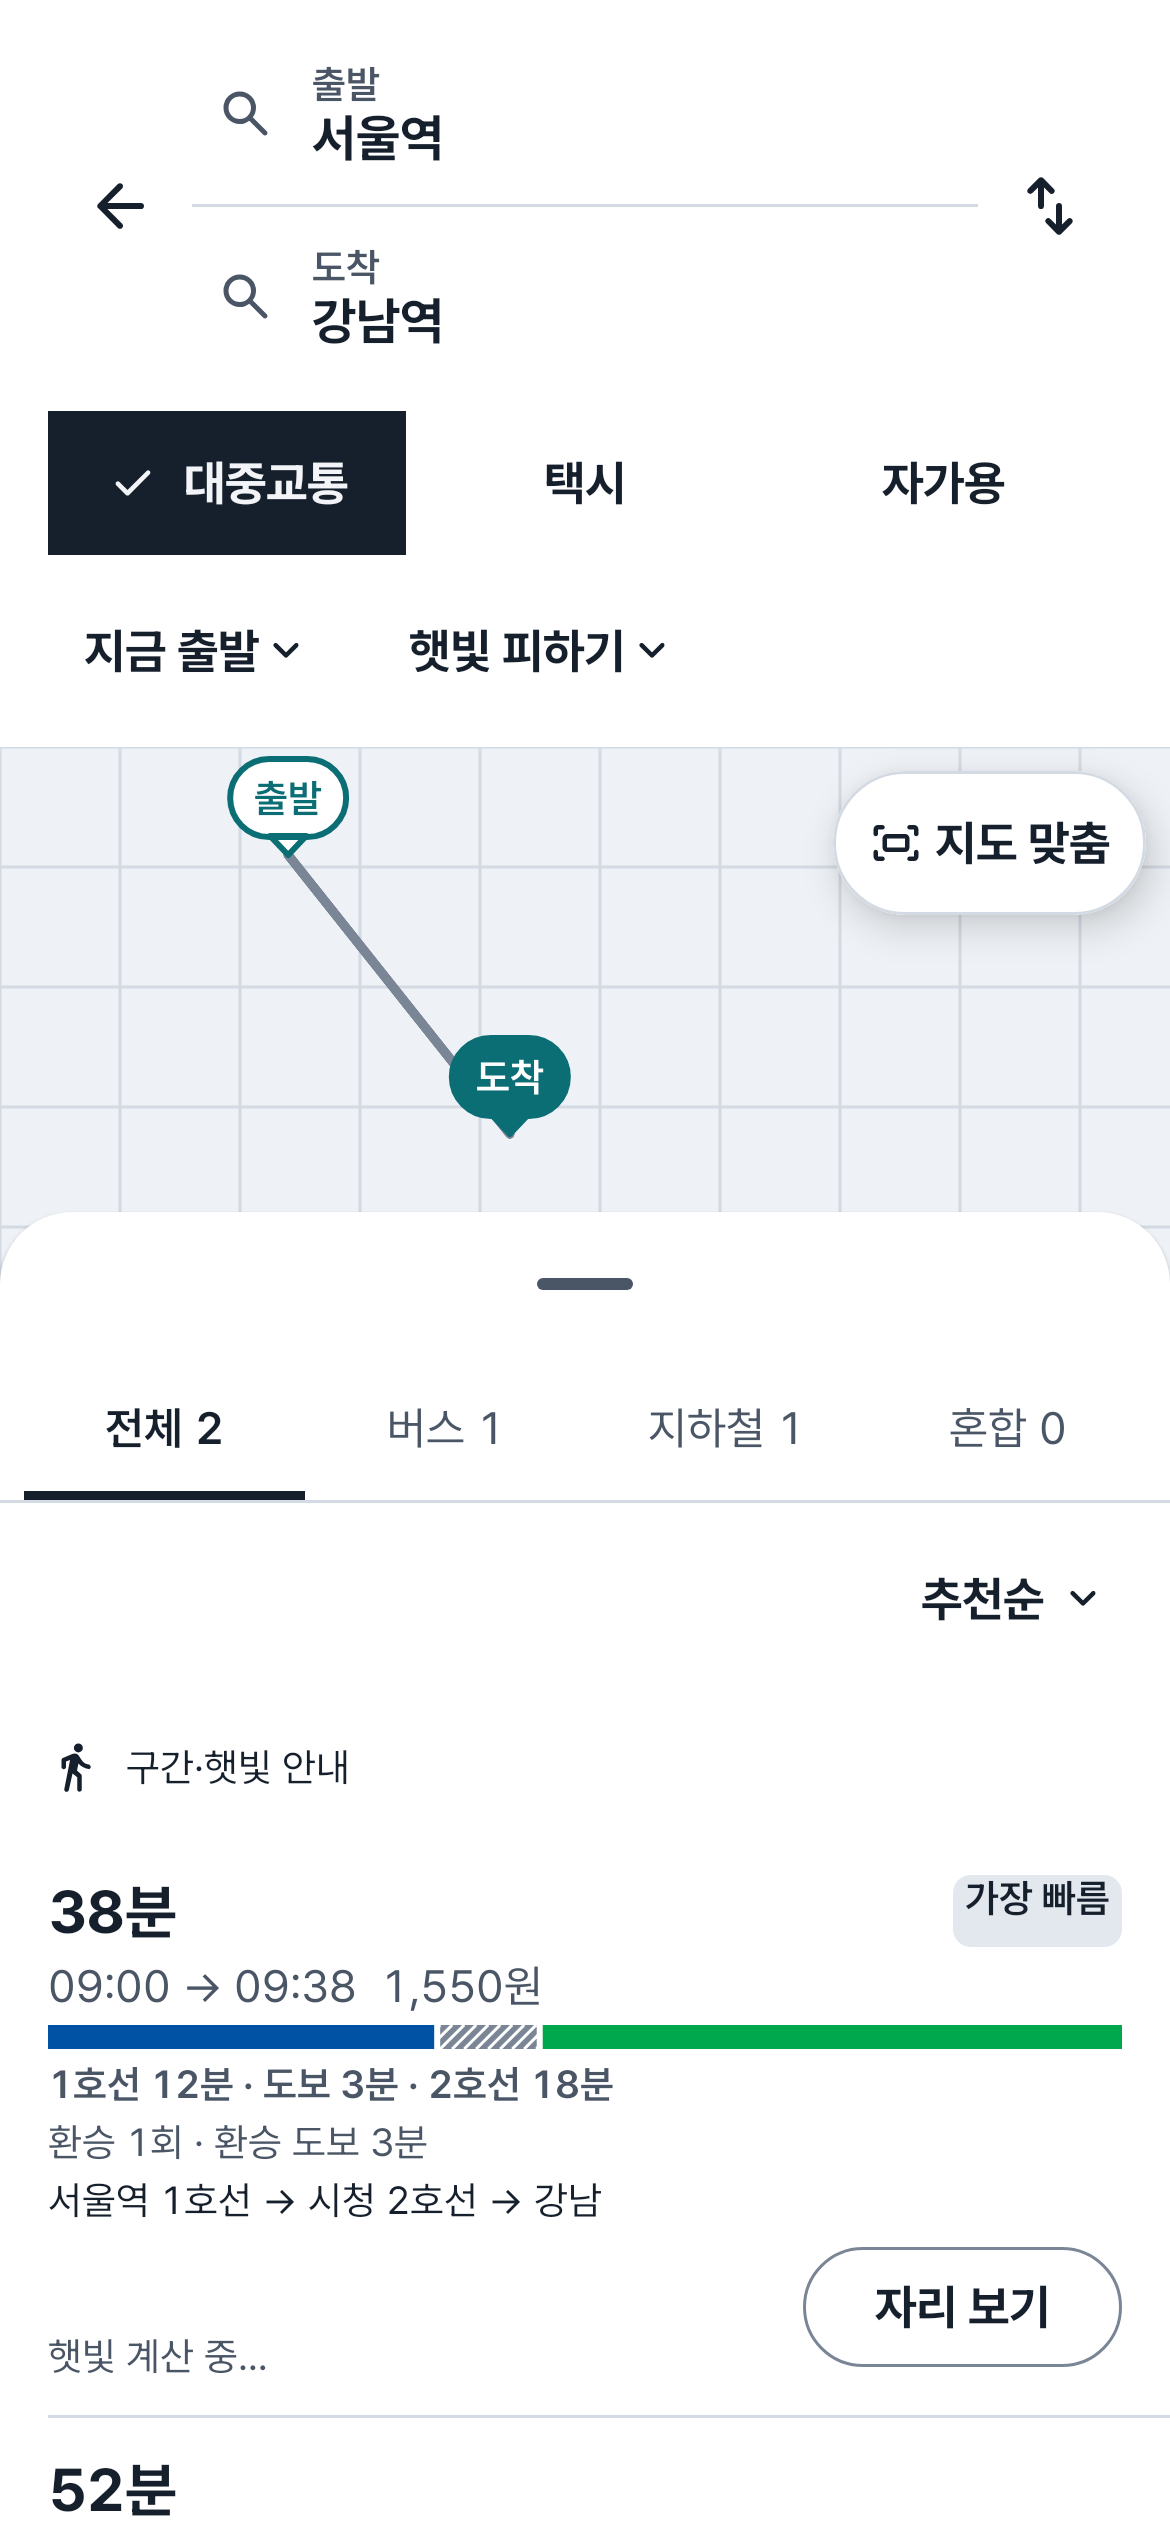 출발
서울역
도착
강남역
대중교통 택시 자가용
지금 출발 햇빛 피하기
출발
지도 맞춤
도착
전체 2 버스 1 지하철 1 혼합 0
추천순
구간·햇빛 안내
38분 가장 빠름
09:00 → 09:38 1,550원
1호선 12분 · 도보 3분 · 2호선 18분
환승 1회 · 환승 도보 3분
서울역 1호선 → 시청 2호선 → 강남
자리 보기
햇빛 계산 중...
52분